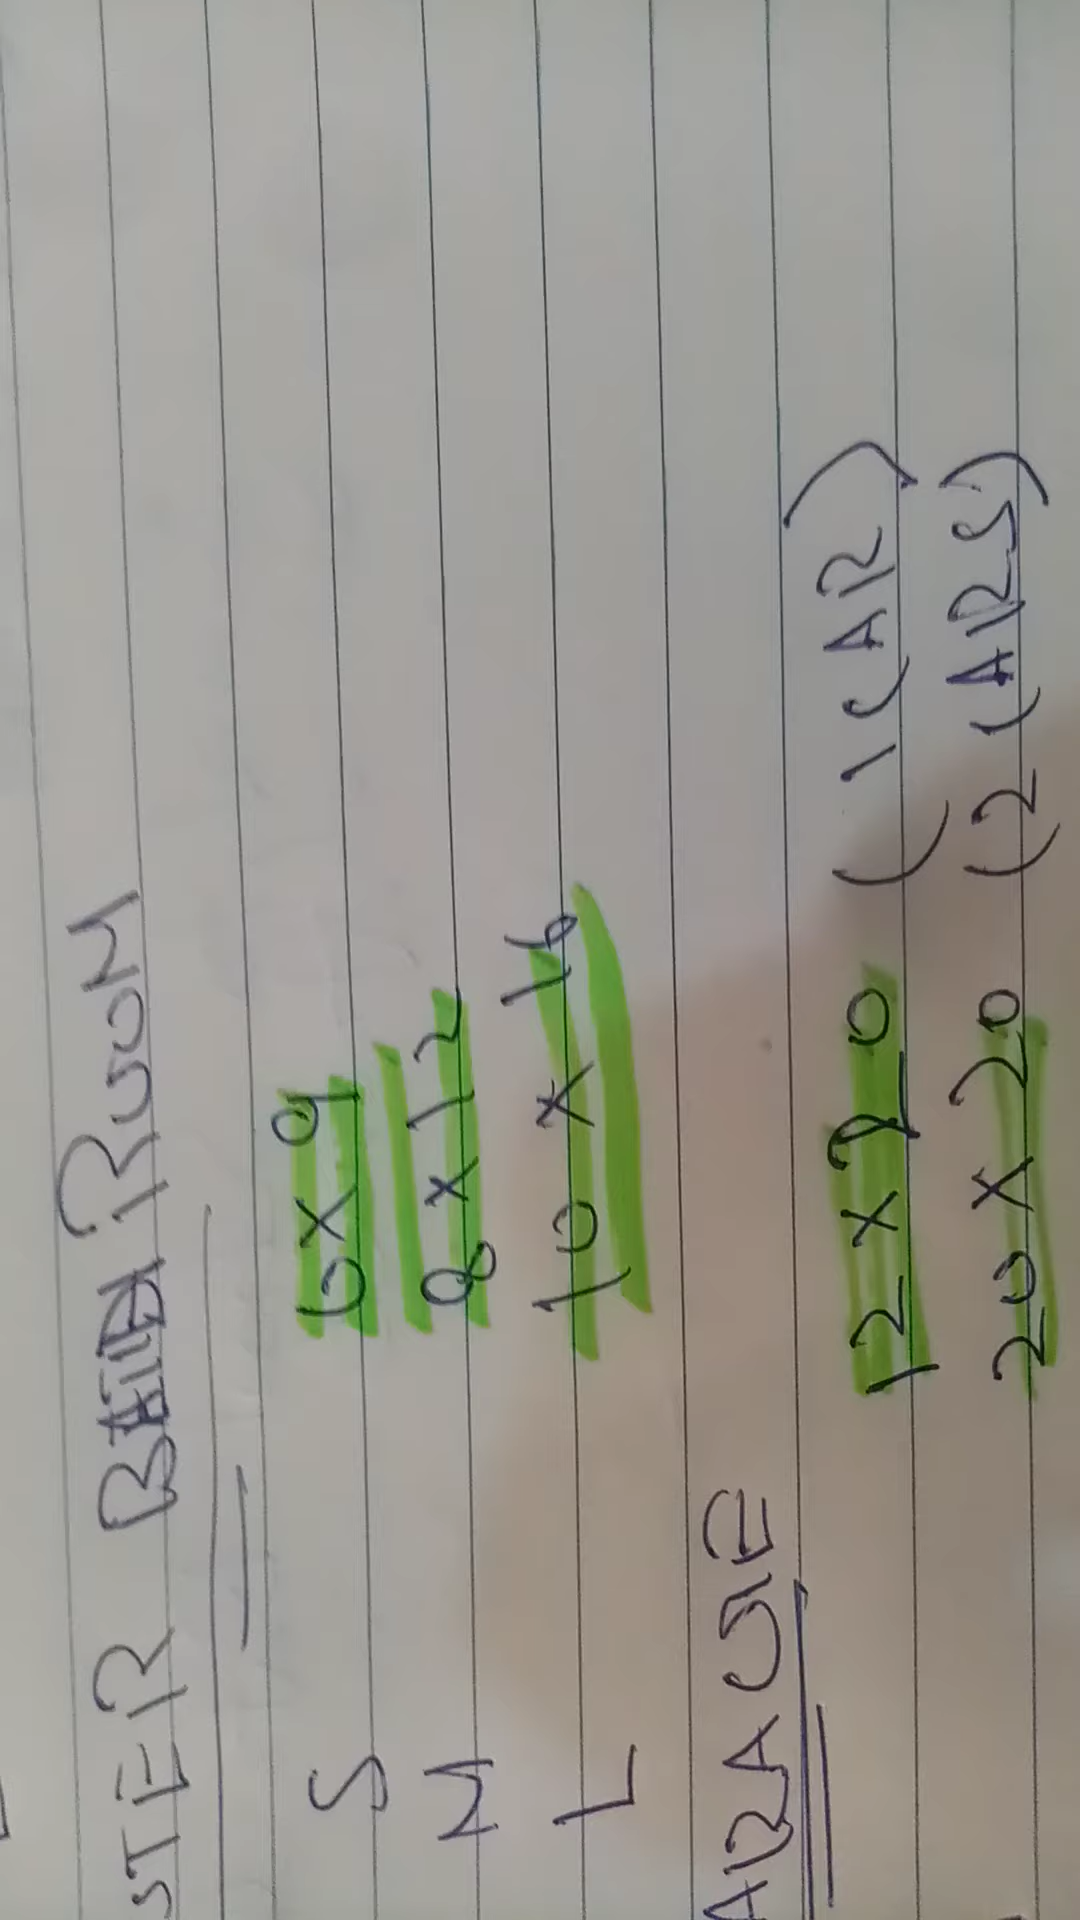 STER BATH ROOM
S 6 x 9
M 8 x 12
L 10 x 16
ARAGE
12 x 20 ( 1 CAR )
20 x 20 (2 CARS)